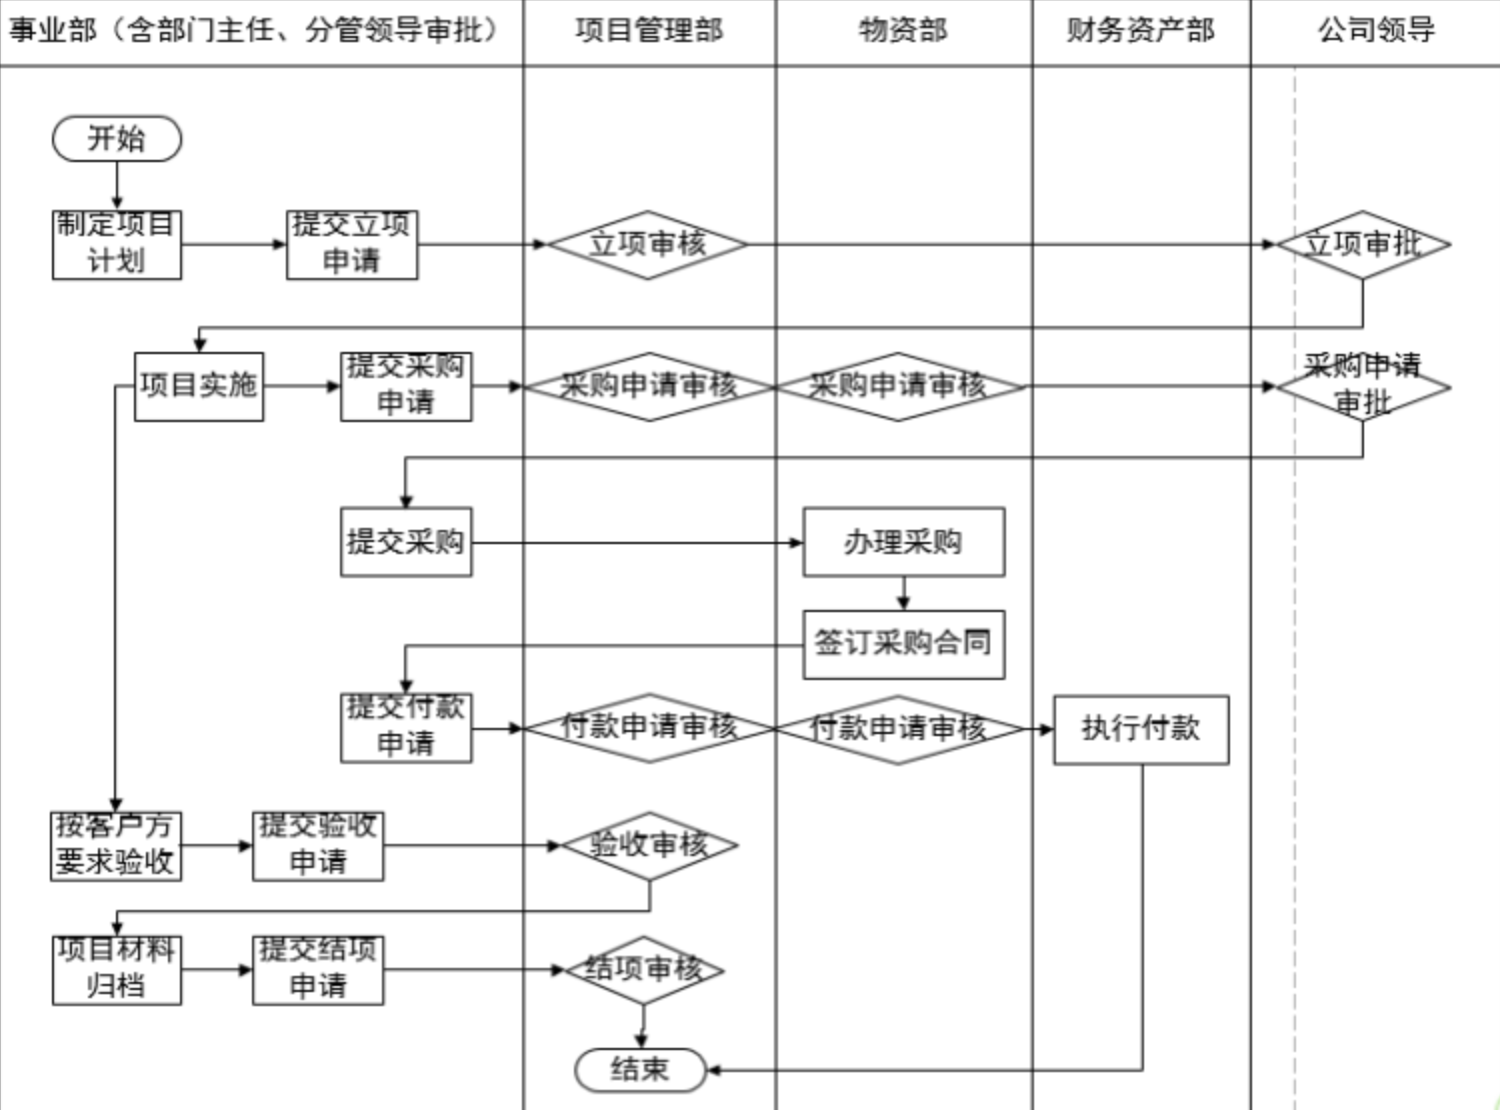 事业部（含部门主任、分管领导审批）
项目管理部
物资部
财务资产部
公司领导
开始
制定项目
计划
提交立项
申请
立项审核
立项审批
项目实施
提交采购
申请
采购申请审核
采购申请审核
采购申请
审批
提交采购
办理采购
签订采购合同
提交付款
申请
付款申请审核
付款申请审核
执行付款
按客户方
要求验收
提交验收
申请
验收审核
项目材料
归档
提交结项
申请
结项审核
结束